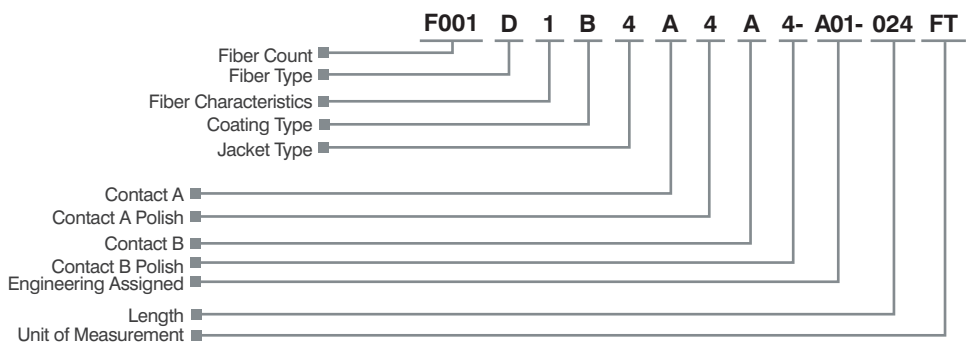 F001 D 1 B 4 A 4 A 4- A01- 024 FT
Fiber Count
Fiber Type
Fiber Characteristics
Coating Type
Jacket Type
Contact A
Contact A Polish
Contact B
Contact B Polish
Engineering Assigned
Length
Unit of Measurement